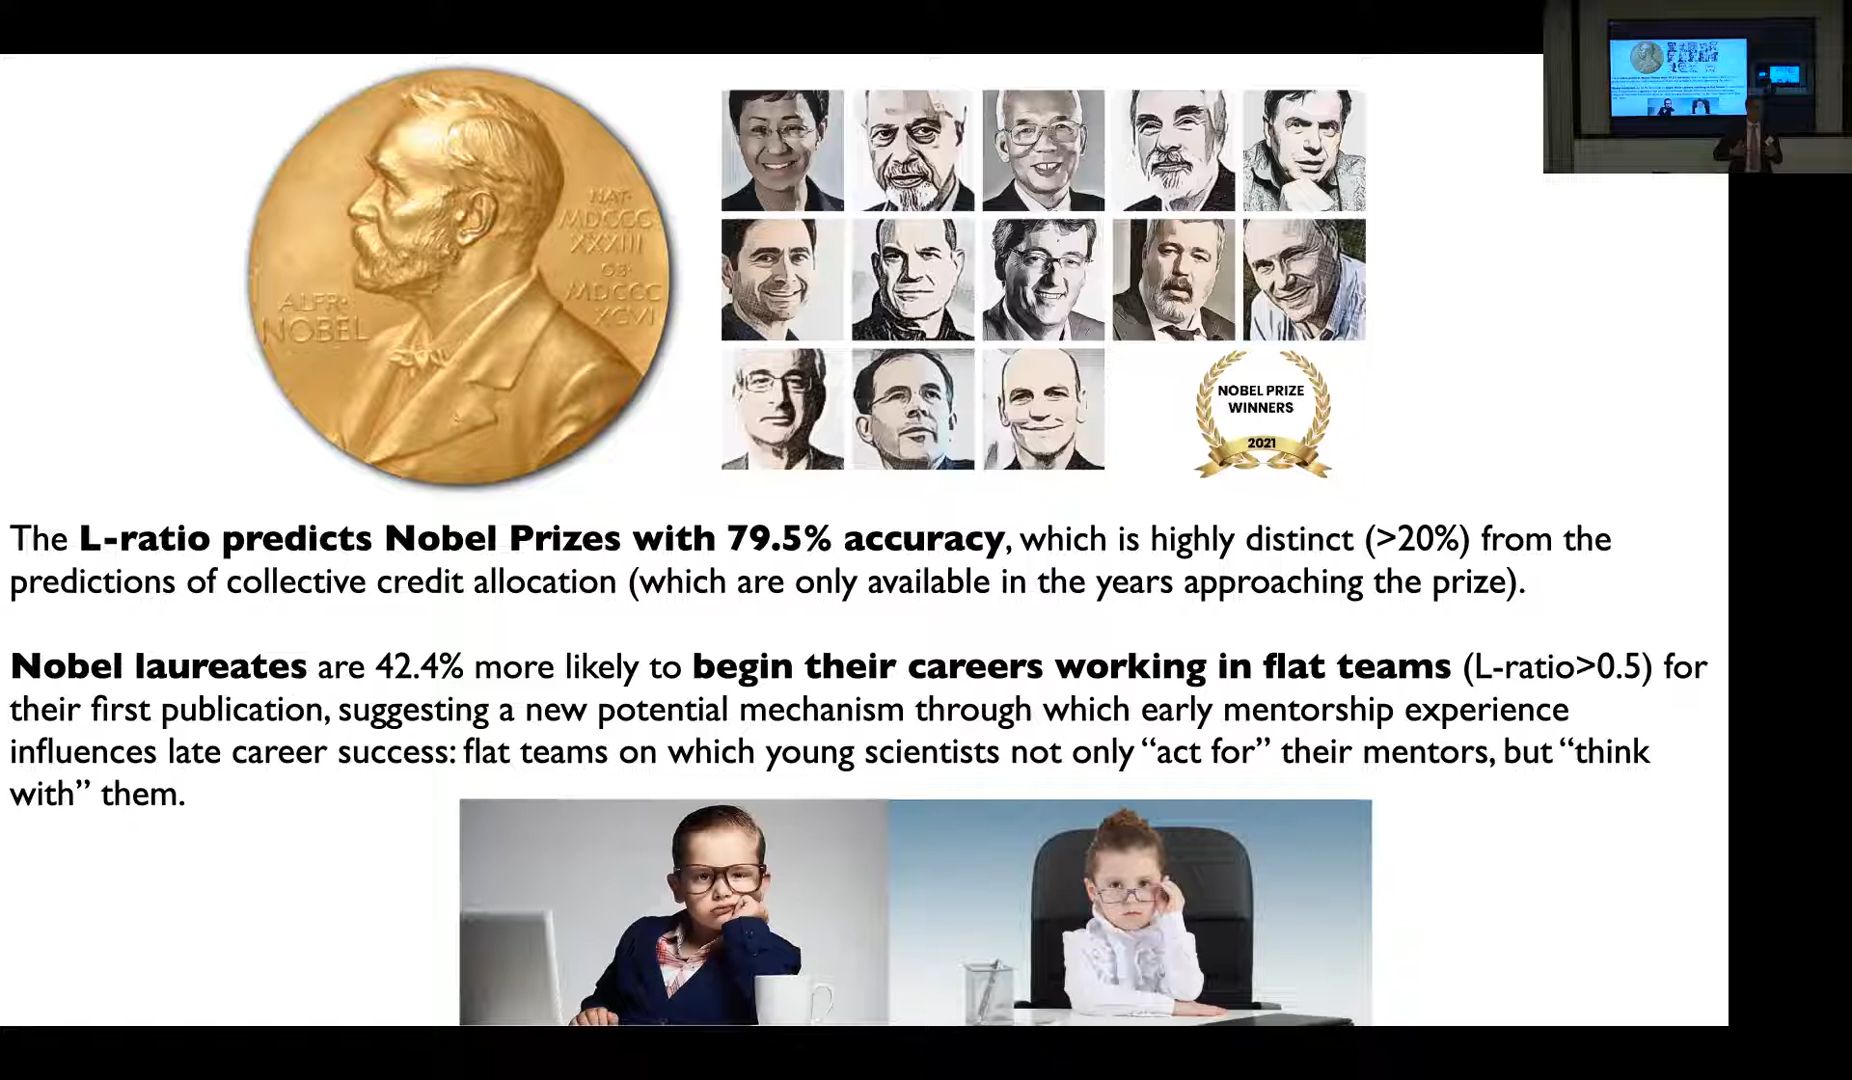 ALFR·
NOBEL
NAT·
MDCCC
XXXIII
OB·
MDCCC
XCVI
NOBEL PRIZE
WINNERS
2021
The L-ratio predicts Nobel Prizes with 79.5% accuracy, which is highly distinct (>20%) from the
predictions of collective credit allocation (which are only available in the years approaching the prize).
Nobel laureates are 42.4% more likely to begin their careers working in flat teams (L-ratio>0.5) for
their first publication, suggesting a new potential mechanism through which early mentorship experience
influences late career success: flat teams on which young scientists not only “act for” their mentors, but “think
with” them.